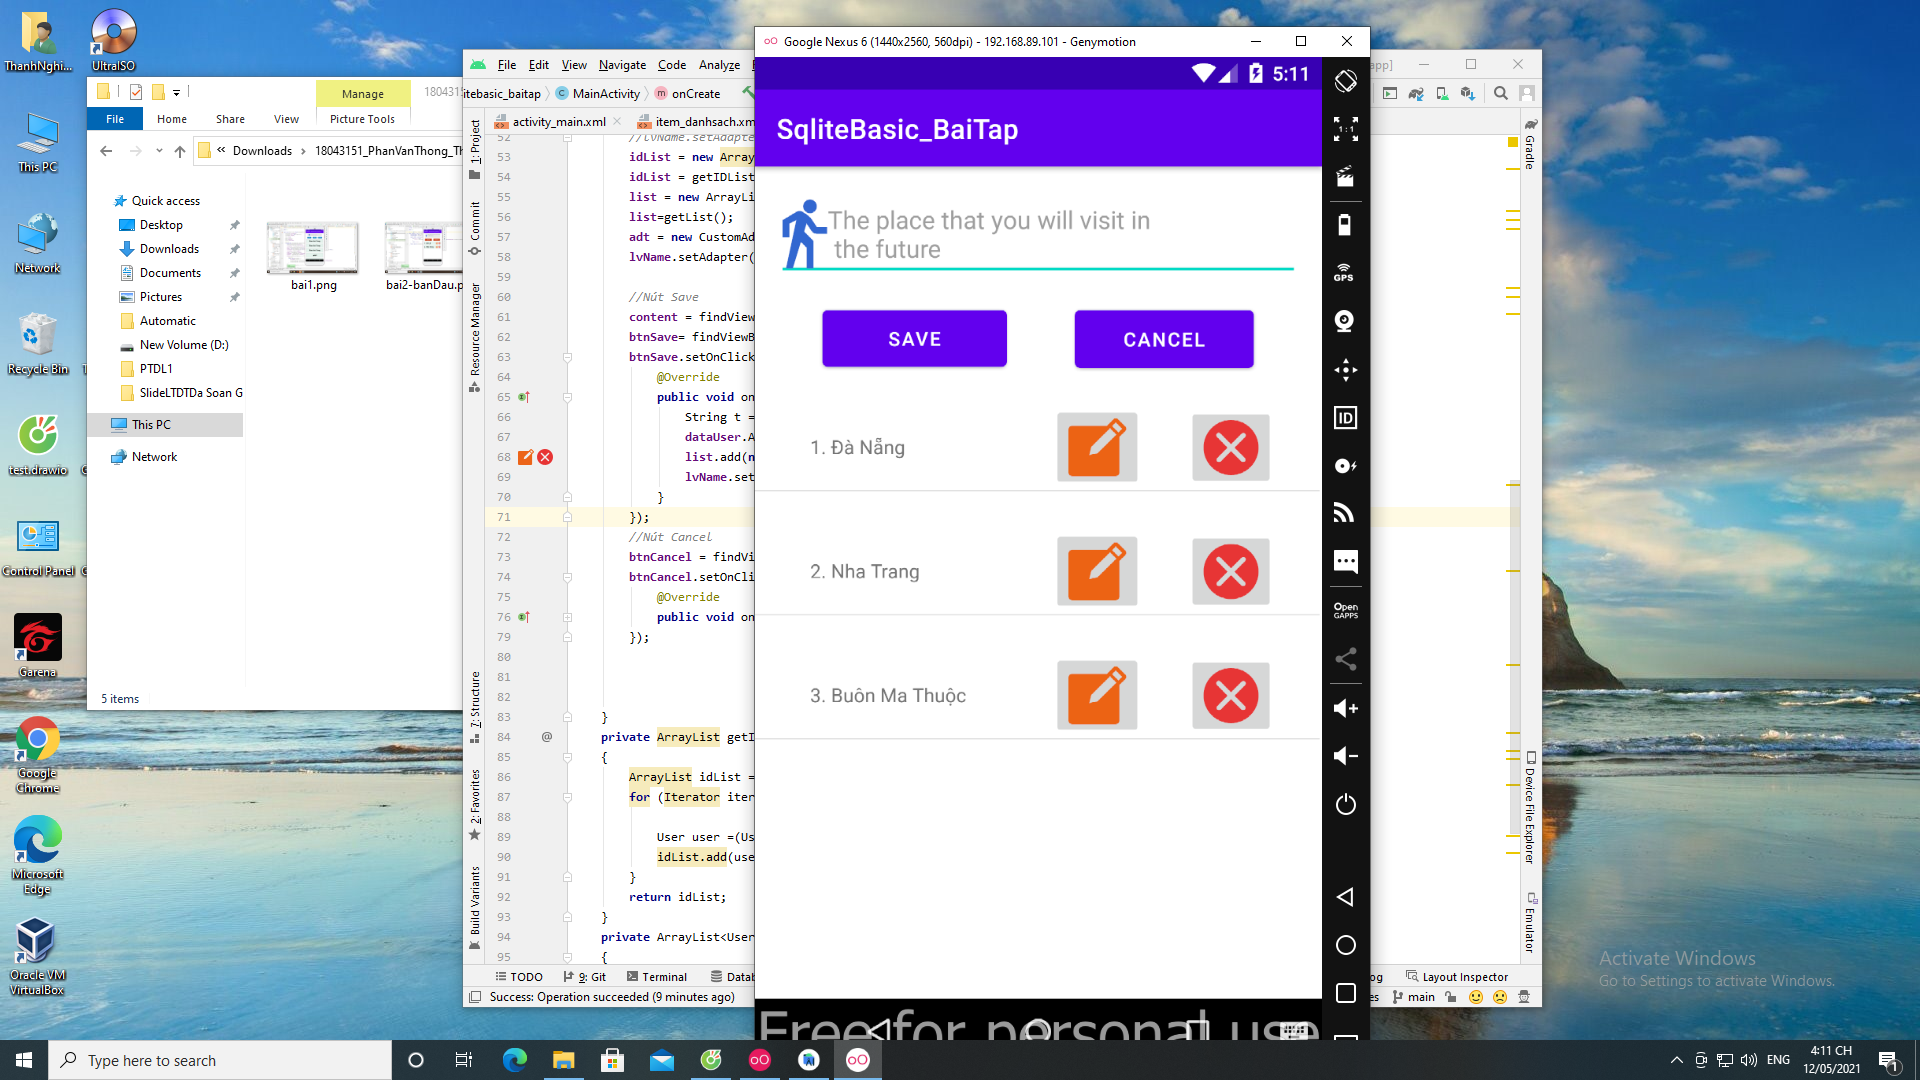 ThanhNghi...
UltraISO
This PC
Network
Recycle Bin
test.drawio
Control Panel
Garena
Google
Chrome
Microsoft
Edge
Oracle VM
VirtualBox
Manage
File
Home
Share
View
Picture Tools
« Downloads › 18043151_PhanVanThong_Th
Quick access
Desktop
Downloads
Documents
Pictures
Automatic
New Volume (D:)
PTDL1
SlideLTDTDa Soan G
This PC
Network
bai1.png
bai2-banDau.p
5 items
File Edit View Navigate Code Analyze
app]
itebasic_baitap › MainActivity › onCreate
activity_main.xml
item_danhsach.xm
1: Project
Commit
Resource Manager
7: Structure
2: Favorites
Build Variants
52 //lvName.setAdapte
53 idList = new Array
54 idList = getIDList
55 list = new ArrayLi
56 list=getList();
57 adt = new CustomAd
58 lvName.setAdapter(
59
60 //Nút Save
61 content = findView
62 btnSave= findViewB
63 btnSave.setOnClick
64 @Override
65 public void on
66 String t =
67 dataUser.A
68 list.add(n
69 lvName.set
70 }
71 });
72 //Nút Cancel
73 btnCancel = findVi
74 btnCancel.setOnCli
75 @Override
76 public void on
79 });
80
81
82
83 }
84 @ private ArrayList getI
85 {
86 ArrayList idList =
87 for (Iterator iter
88
89 User user =(Us
90 idList.add(use
91 }
92 return idList;
93 }
94 private ArrayList<User
95 {
TODO
9: Git
Terminal
Datab
og
Layout Inspector
Success: Operation succeeded (9 minutes ago)
es
main
Gradle
Device File Explorer
Emulator
Google Nexus 6 (1440x2560, 560dpi) - 192.168.89.101 - Genymotion
5:11
SqliteBasic_BaiTap
The place that you will visit in
the future
SAVE
CANCEL
1. Đà Nẵng
2. Nha Trang
3. Buôn Ma Thuộc
Free for personal use
1:1
GPS
ID
Open
GAPPS
Activate Windows
Go to Settings to activate Windows.
Type here to search
ENG
4:11 CH
12/05/2021
1